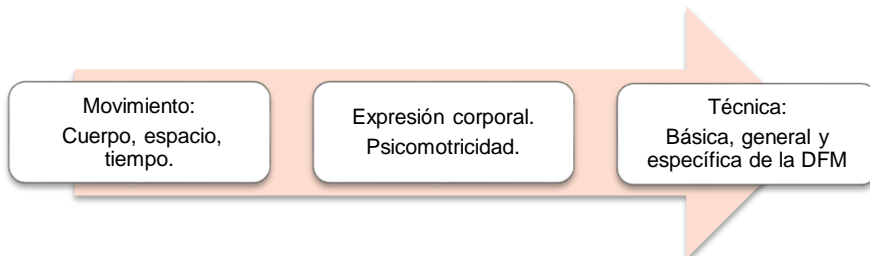 Movimiento:
Cuerpo, espacio,
tiempo.
Expresión corporal.
Psicomotricidad.
Técnica:
Básica, general y
específica de la DFM